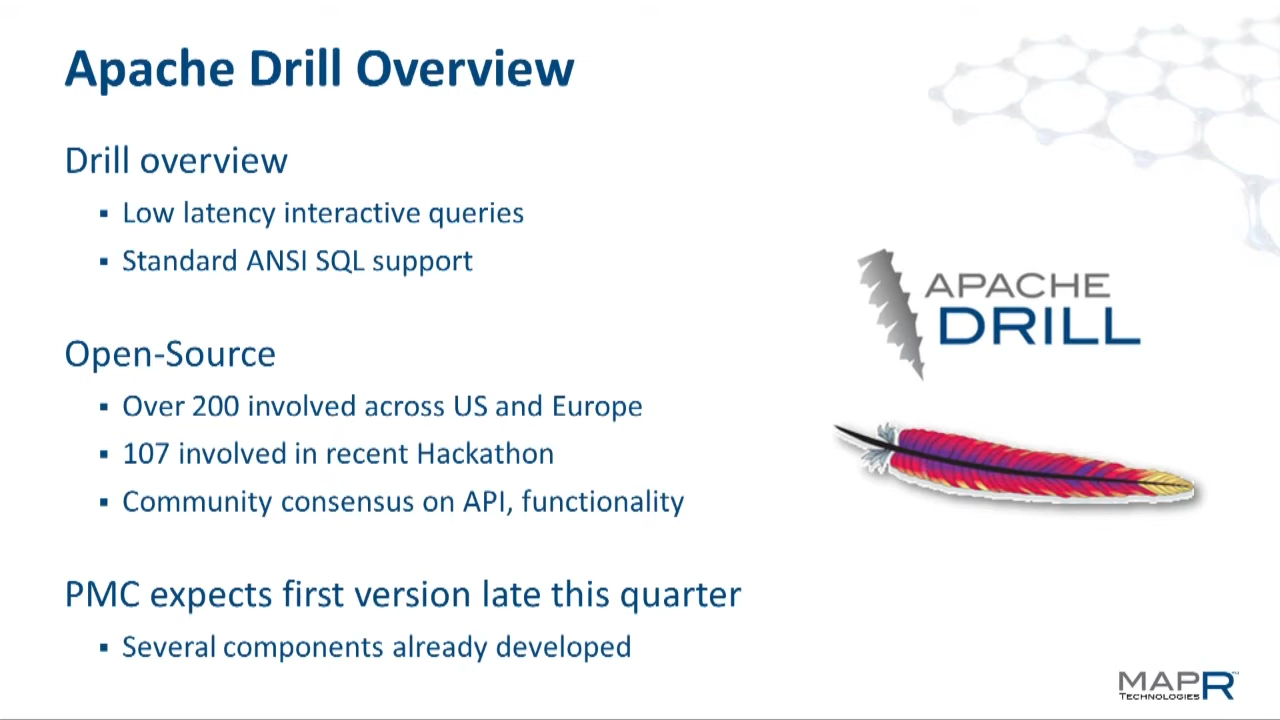 Apache Drill Overview
Drill overview
▪ Low latency interactive queries
▪ Standard ANSI SQL support
Open-Source
▪ Over 200 involved across US and Europe
▪ 107 involved in recent Hackathon
▪ Community consensus on API, functionality
PMC expects first version late this quarter
▪ Several components already developed
APACHE
DRILL
MAPR™
TECHNOLOGIES